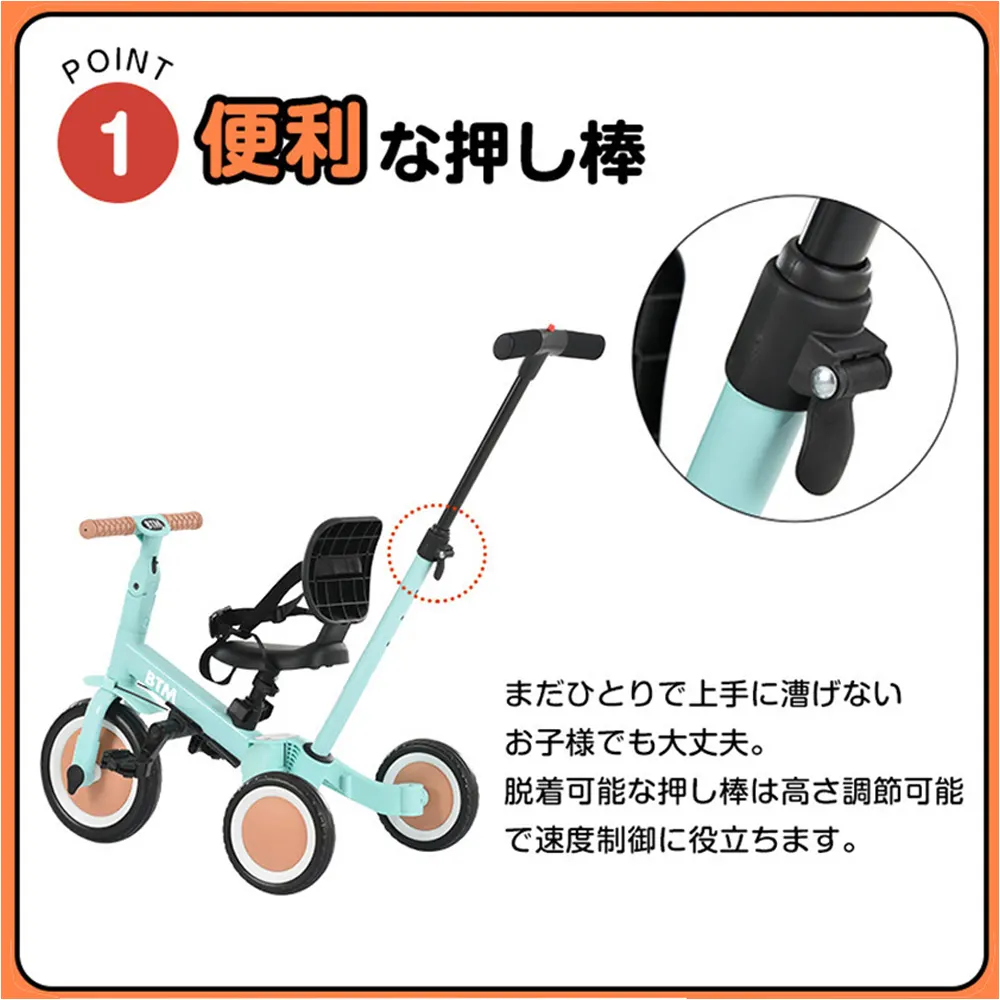 POINT
1
便利な押し棒
BTM
BTM
まだひとりで上手に漕げない
お子様でも大丈夫。
脱着可能な押し棒は高さ調節可能
で速度制御に役立ちます。